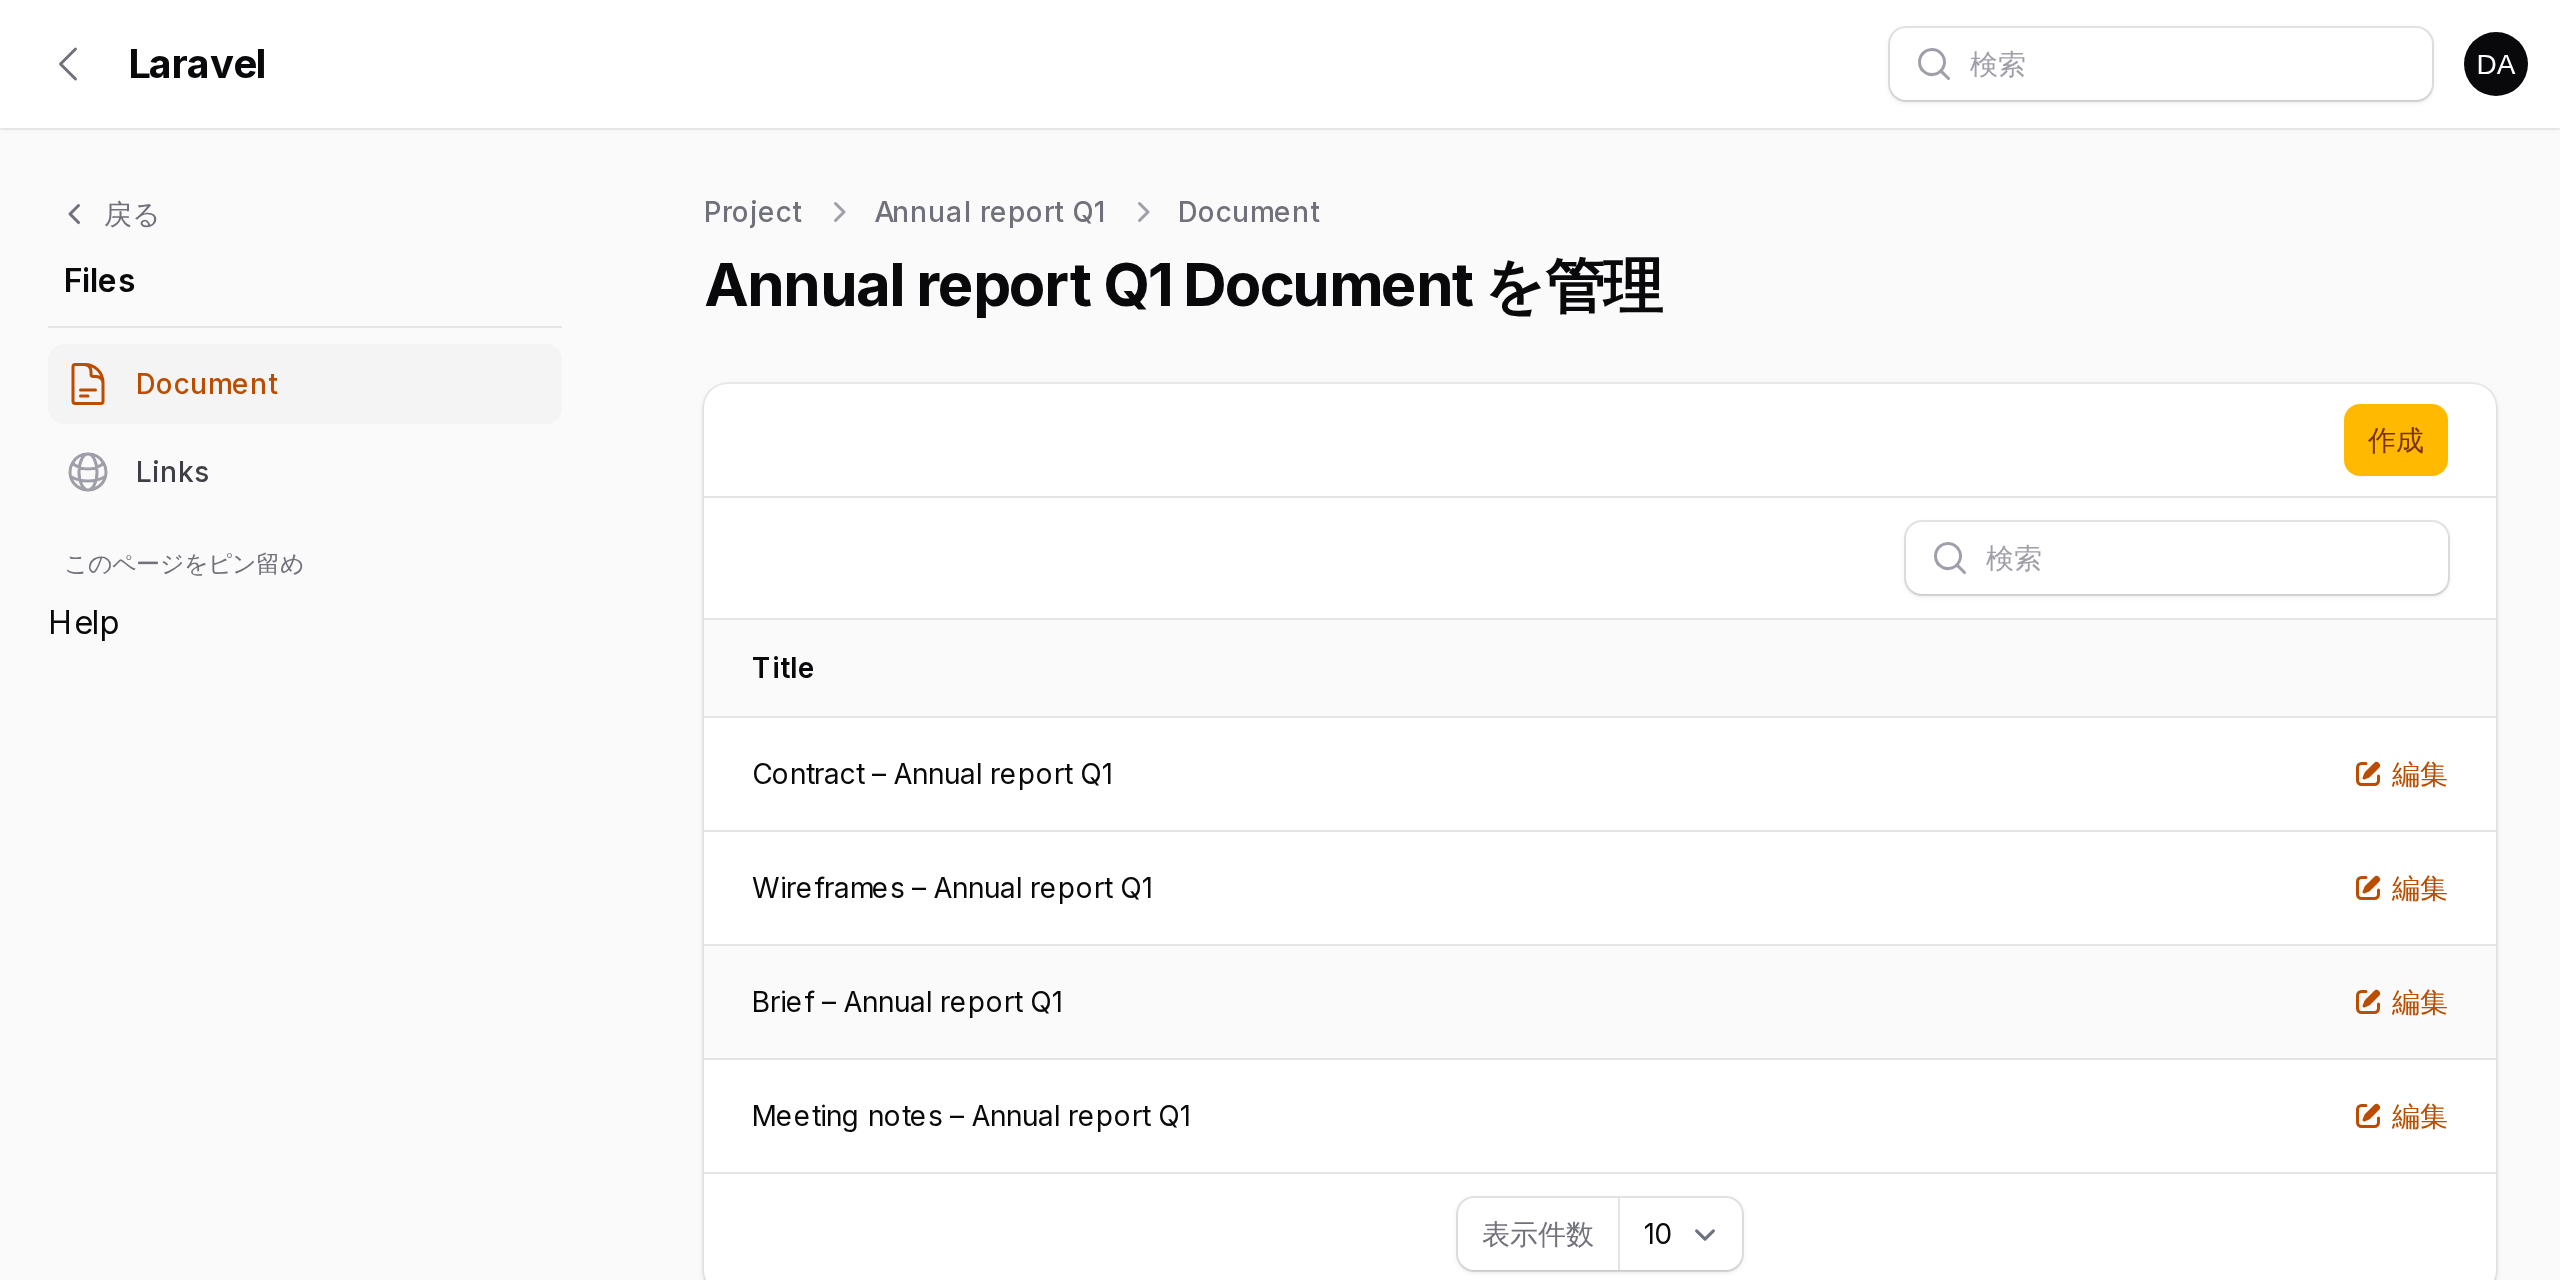 Laravel
検索
DA
戻る
Files
Document
Links
このページをピン留め
Help
Project
Annual report Q1
Document
Annual report Q1 Document を管理
作成
検索
Title
Contract – Annual report Q1
編集
Wireframes – Annual report Q1
編集
Brief – Annual report Q1
編集
Meeting notes – Annual report Q1
編集
表示件数
10